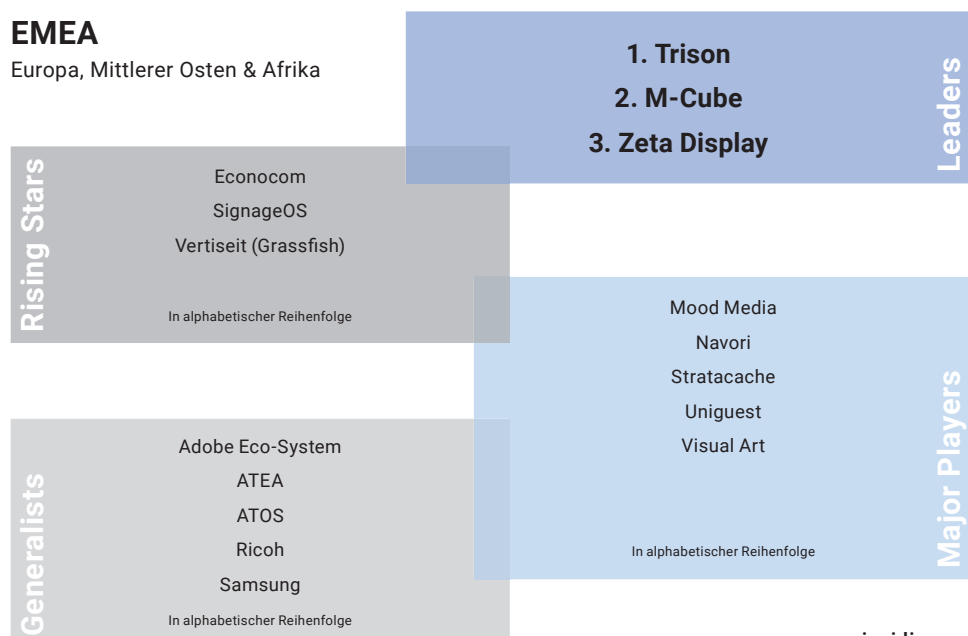 EMEA
Europa, Mittlerer Osten & Afrika
1. Trison
2. M-Cube
3. Zeta Display
Leaders
Rising Stars
Econocom
SignageOS
Vertiseit (Grassfish)
In alphabetischer Reihenfolge
Mood Media
Navori
Stratacache
Uniguest
Visual Art
In alphabetischer Reihenfolge
Major Players
Generalists
Adobe Eco-System
ATEA
ATOS
Ricoh
Samsung
In alphabetischer Reihenfolge